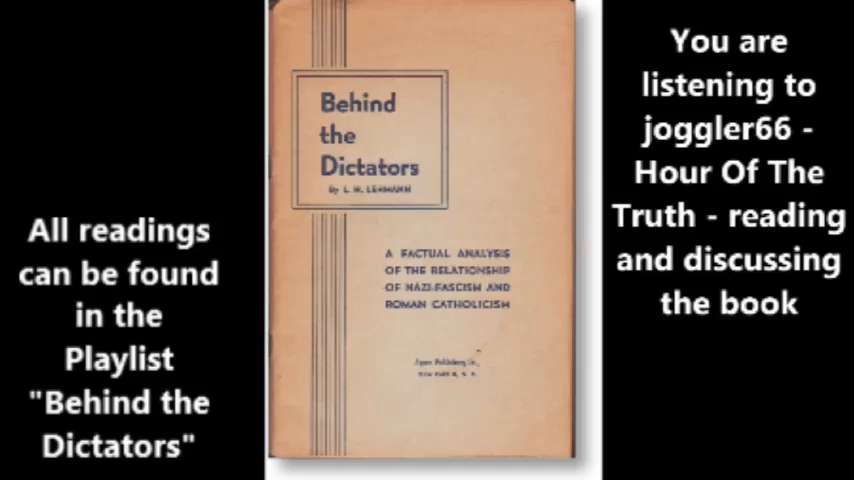 All readings
can be found
in the
Playlist
"Behind the
Dictators"
Behind
the
Dictators
By L. H. LEHMANN
A FACTUAL ANALYSIS
OF THE RELATIONSHIP
OF NAZI-FASCISM AND
ROMAN CATHOLICISM
You are
listening to
joggler66 -
Hour Of The
Truth - reading
and discussing
the book